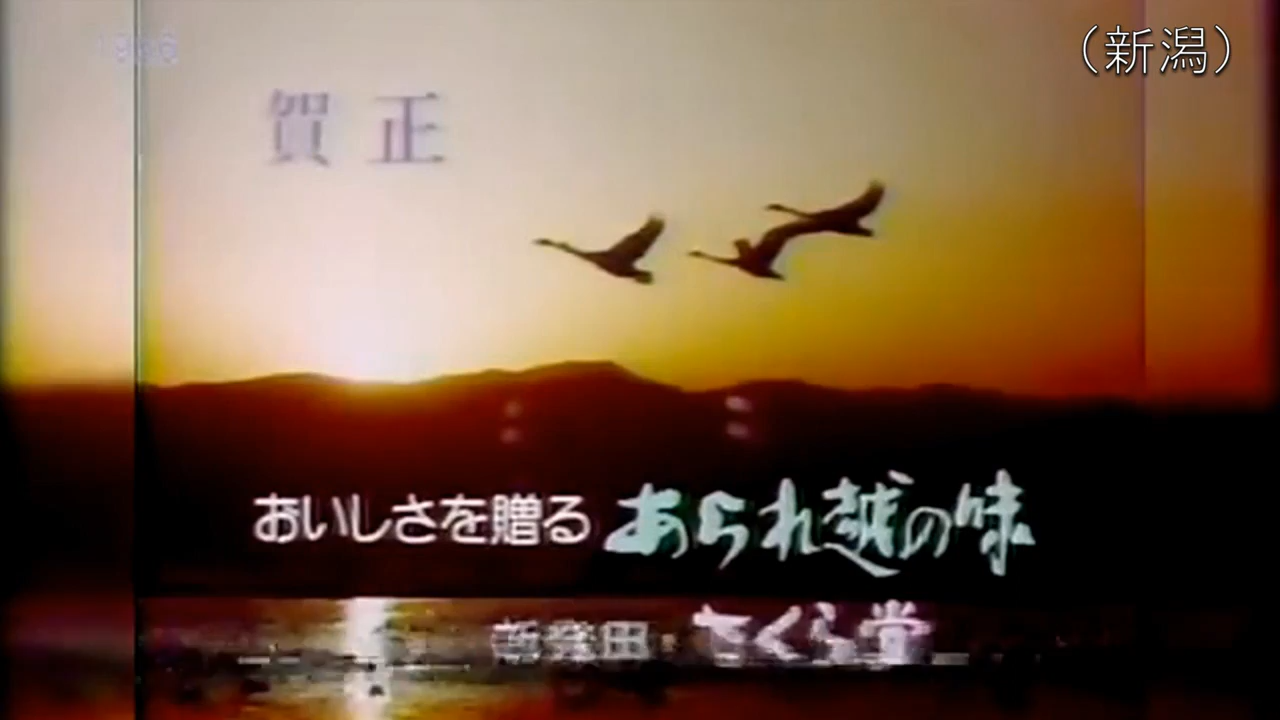 （新潟）
賀正
おいしさを贈る あられ越の味
新発田・さくら堂